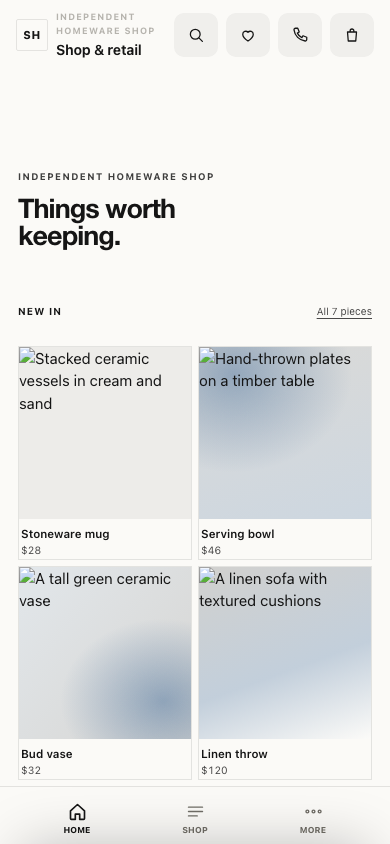 SH
INDEPENDENT
HOMEWARE SHOP
Shop & retail
INDEPENDENT HOMEWARE SHOP
Things worth
keeping.
NEW IN
All 7 pieces
Stacked ceramic
vessels in cream and
sand
Hand-thrown plates
on a timber table
Stoneware mug
$28
Serving bowl
$46
A tall green ceramic
vase
A linen sofa with
textured cushions
Bud vase
$32
Linen throw
$120
HOME
SHOP
MORE